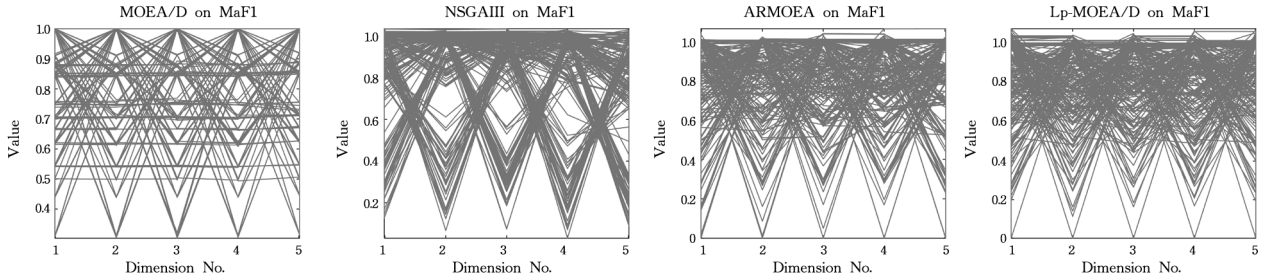 MOEA/D on MaF1
1.0
0.9
0.8
0.7
0.6
0.5
0.4
Value
1 2 3 4 5
Dimension No.
NSGAIII on MaF1
1.0
0.8
0.6
0.4
0.2
Value
1 2 3 4 5
Dimension No.
ARMOEA on MaF1
1.0
0.8
0.6
0.4
0.2
0
Value
1 2 3 4 5
Dimension No.
Lp-MOEA/D on MaF1
1.0
0.8
0.6
0.4
0.2
0
Value
1 2 3 4 5
Dimension No.